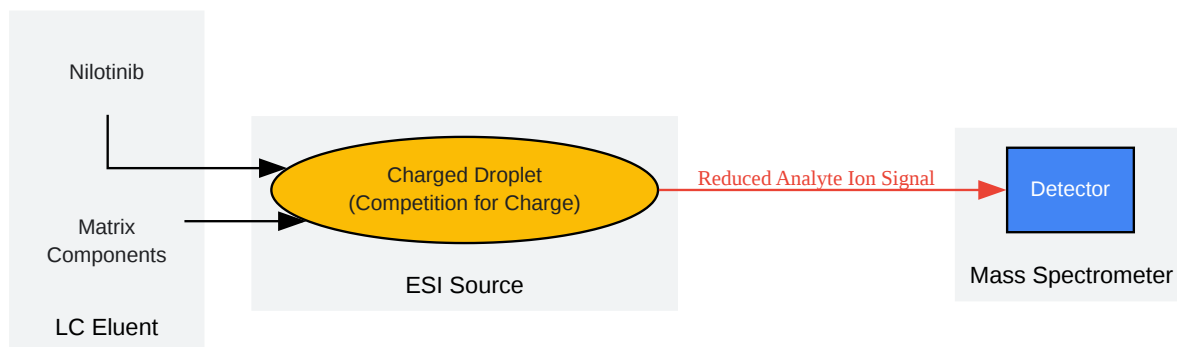 Nilotinib
Matrix
Components
LC Eluent
Charged Droplet
(Competition for Charge)
ESI Source
Reduced Analyte Ion Signal
Detector
Mass Spectrometer